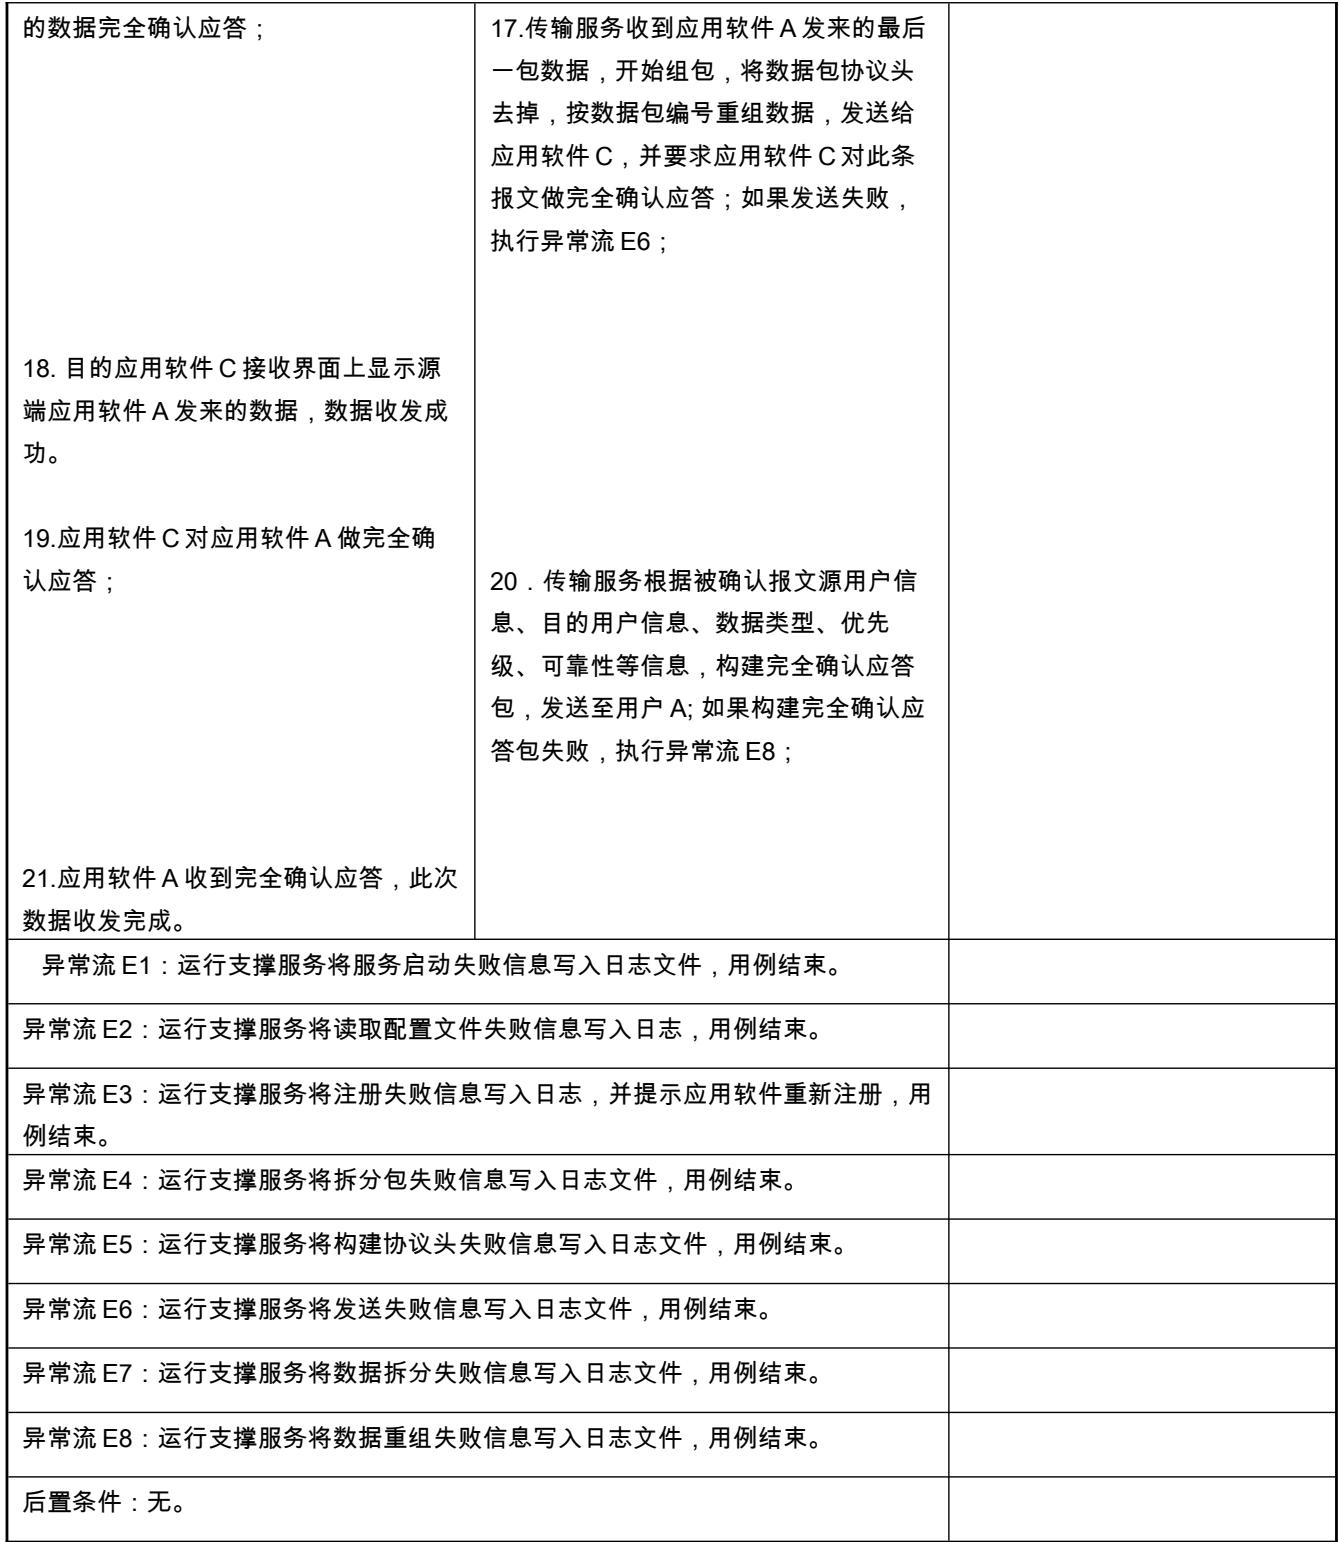 的数据完全确认应答；
17.传输服务收到应用软件 A 发来的最后
一包数据，开始组包，将数据包协议头
去掉，按数据包编号重组数据，发送给
应用软件 C，并要求应用软件 C 对此条
报文做完全确认应答；如果发送失败，
执行异常流 E6；
18. 目的应用软件 C 接收界面上显示源
端应用软件 A 发来的数据，数据收发成
功。
19.应用软件 C 对应用软件 A 做完全确
认应答；
20．传输服务根据被确认报文源用户信
息、目的用户信息、数据类型、优先
级、可靠性等信息，构建完全确认应答
包，发送至用户 A; 如果构建完全确认应
答包失败，执行异常流 E8；
21.应用软件 A 收到完全确认应答，此次
数据收发完成。
异常流 E1：运行支撑服务将服务启动失败信息写入日志文件，用例结束。
异常流 E2：运行支撑服务将读取配置文件失败信息写入日志，用例结束。
异常流 E3：运行支撑服务将注册失败信息写入日志，并提示应用软件重新注册，用
例结束。
异常流 E4：运行支撑服务将拆分包失败信息写入日志文件，用例结束。
异常流 E5：运行支撑服务将构建协议头失败信息写入日志文件，用例结束。
异常流 E6：运行支撑服务将发送失败信息写入日志文件，用例结束。
异常流 E7：运行支撑服务将数据拆分失败信息写入日志文件，用例结束。
异常流 E8：运行支撑服务将数据重组失败信息写入日志文件，用例结束。
后置条件：无。